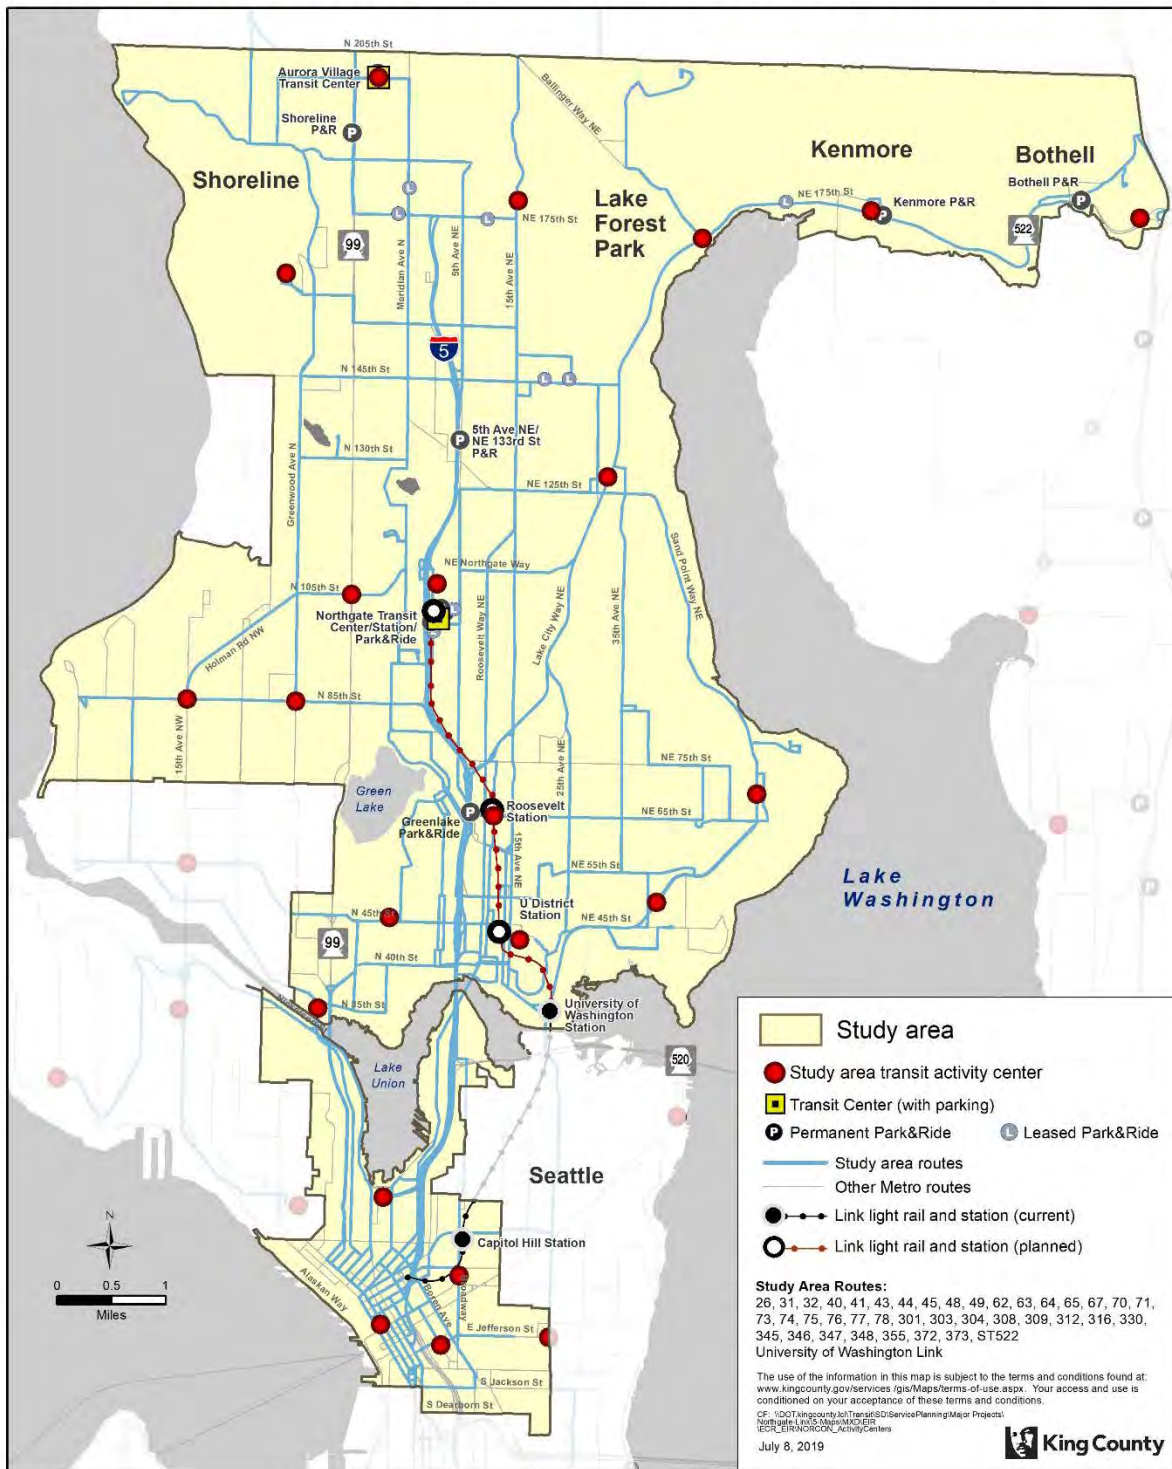 N 205th St
Aurora Village
Transit Center
Ballinger Way NE
Shoreline
P&R
P
Kenmore
Bothell
Bothell P&R
P
Shoreline
L
L
L
NE 175th St
Lake
Forest
Park
L
NE 175th St
Kenmore P&R
P
522
99
Meridian Ave N
5th Ave NE
15th Ave NE
5
N 145th St
L
L
5th Ave NE/
NE 133rd St
P&R
P
N 130th St
Greenwood Ave N
NE 125th St
Sand Point Way NE
NE Northgate Way
N 105th St
L
Northgate Transit
Center/Station/
Park&Ride
Holman Rd NW
Roosevelt Way NE
Lake City Way NE
35th Ave NE
N 85th St
15th Ave NW
25th Ave NE
NE 75th St
Green
Lake
P
Greenlake
Park&Ride
Roosevelt
Station
NE 65th St
15th Ave NE
NE 55th St
Lake
Washington
U District
Station
N 45th St
NE 45th St
99
N 40th St
N 35th St
University of
Washington
Station
520
Lake
Union
Seattle
N
Capitol Hill Station
0 0.5 1
Miles
Alaskan Way
Boren Ave
Broadway
E Jefferson St
S Jackson St
S Dearborn St
Study area
Study area transit activity center
Transit Center (with parking)
P Permanent Park&Ride
L Leased Park&Ride
Study area routes
Other Metro routes
Link light rail and station (current)
Link light rail and station (planned)
Study Area Routes:
26, 31, 32, 40, 41, 43, 44, 45, 48, 49, 62, 63, 64, 65, 67, 70, 71,
73, 74, 75, 76, 77, 78, 301, 303, 304, 308, 309, 312, 316, 330,
345, 346, 347, 348, 355, 372, 373, ST522
University of Washington Link
The use of the information in this map is subject to the terms and conditions found at:
www.kingcounty.gov/services /gis/Maps/terms-of-use.aspx. Your access and use is
conditioned on your acceptance of these terms and conditions.
July 8, 2019
King County